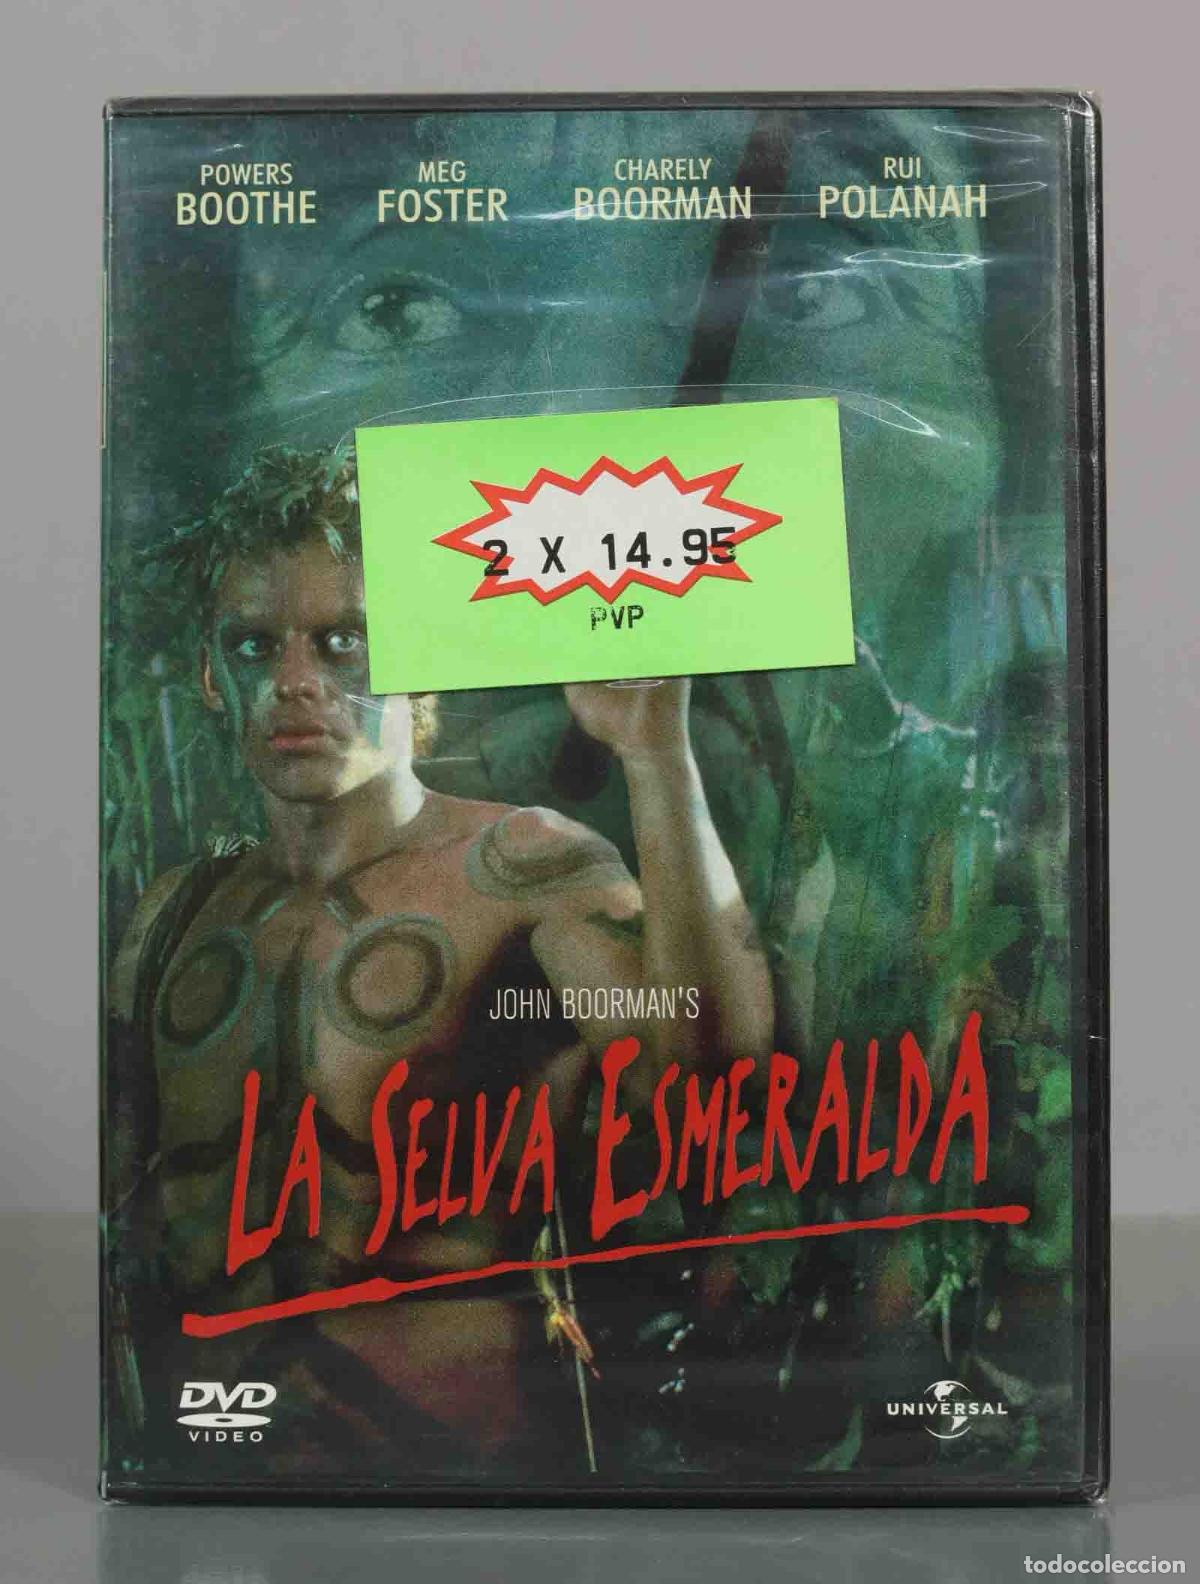 POWERS MEG CHARELY RUI
BOOTHE FOSTER BOORMAN POLANAH
2 X 14.95
PVP
JOHN BOORMAN'S
LA SELVA ESMERALDA
DVD
VIDEO
UNIVERSAL
todocoleccion